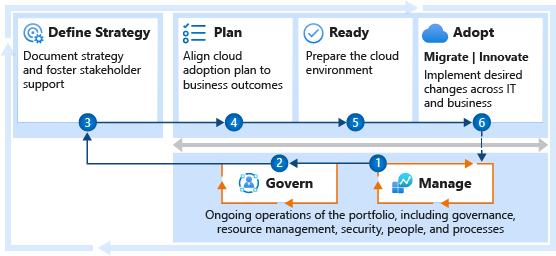 Define Strategy
Document strategy
and foster stakeholder
support
Plan
Align cloud
adoption plan to
business outcomes
Ready
Prepare the cloud
environment
Adopt
Migrate | Innovate
Implement desired
changes across IT
and business
3
4
5
6
2
1
Govern
Manage
Ongoing operations of the portfolio, including governance,
resource management, security, people, and processes